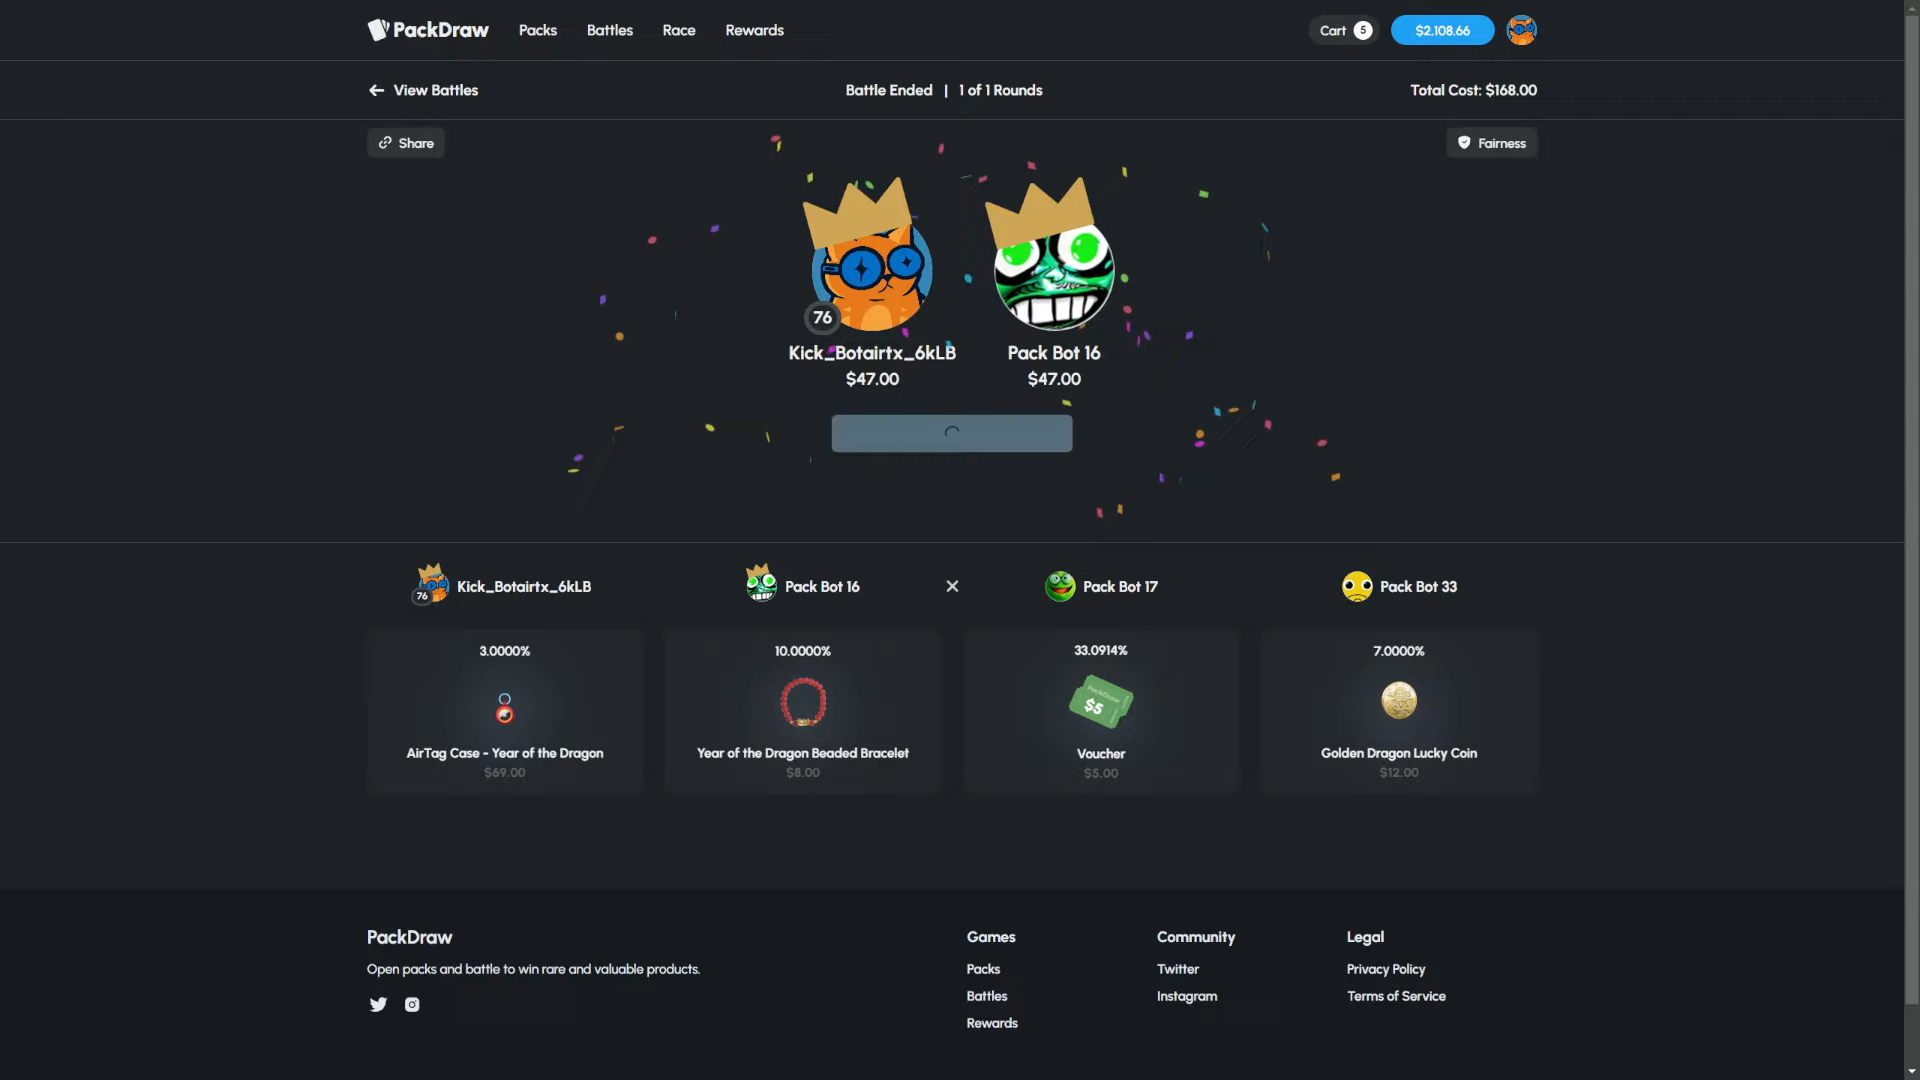 PackDraw Packs Battles Race Rewards Cart 5 $2,108.66
View Battles Battle Ended | 1 of 1 Rounds Total Cost: $168.00
Share Fairness
76
Kick_Botairtx_6kLB Pack Bot 16
$47.00 $47.00
76 Kick_Botairtx_6kLB Pack Bot 16 Pack Bot 17 Pack Bot 33
3.0000% 10.0000% 33.0914% 7.0000%
PackDraw
$5
AirTag Case - Year of the Dragon Year of the Dragon Beaded Bracelet Voucher Golden Dragon Lucky Coin
$69.00 $8.00 $5.00 $12.00
PackDraw Games Community Legal
Open packs and battle to win rare and valuable products. Packs Twitter Privacy Policy
Battles Instagram Terms of Service
Rewards